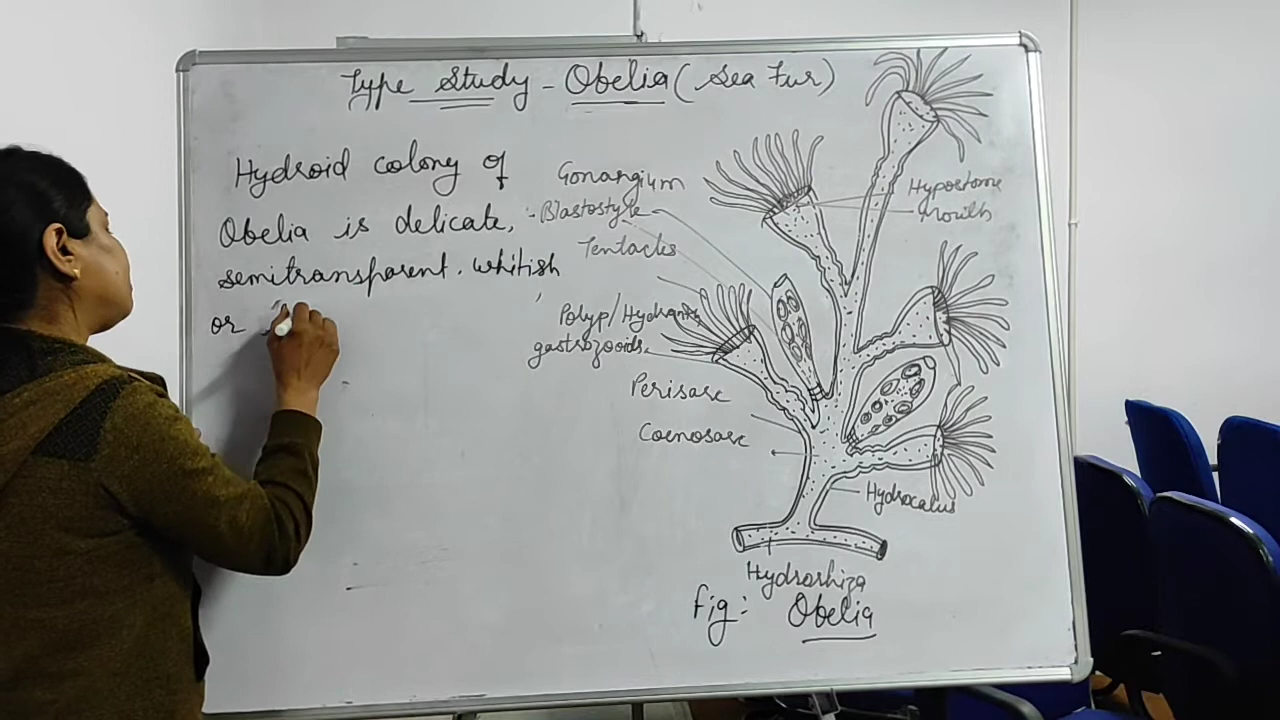 Type Study - Obelia (Sea Fur)
Hydroid colony of
Obelia is delicate,
semitransparent. whitish
or
Gonangium
Blastostyle
Tentacles
Polyp/Hydranth
gastrozooids.
Perisarc
Coenosarc
Hypostome
Mouth
Hydrocalus
Hydrorhiza
Fig: Obelia